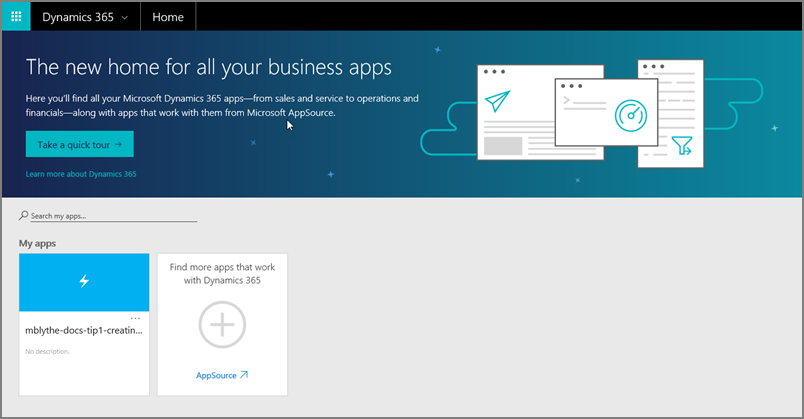 Dynamics 365
Home
The new home for all your business apps
Here you'll find all your Microsoft Dynamics 365 apps—from sales and service to operations and
financials—along with apps that work with them from Microsoft AppSource.
Take a quick tour →
Learn more about Dynamics 365
Search my apps...
My apps
...
mblythe-docs-tip1-creatin...
No description.
Find more apps that work
with Dynamics 365
AppSource